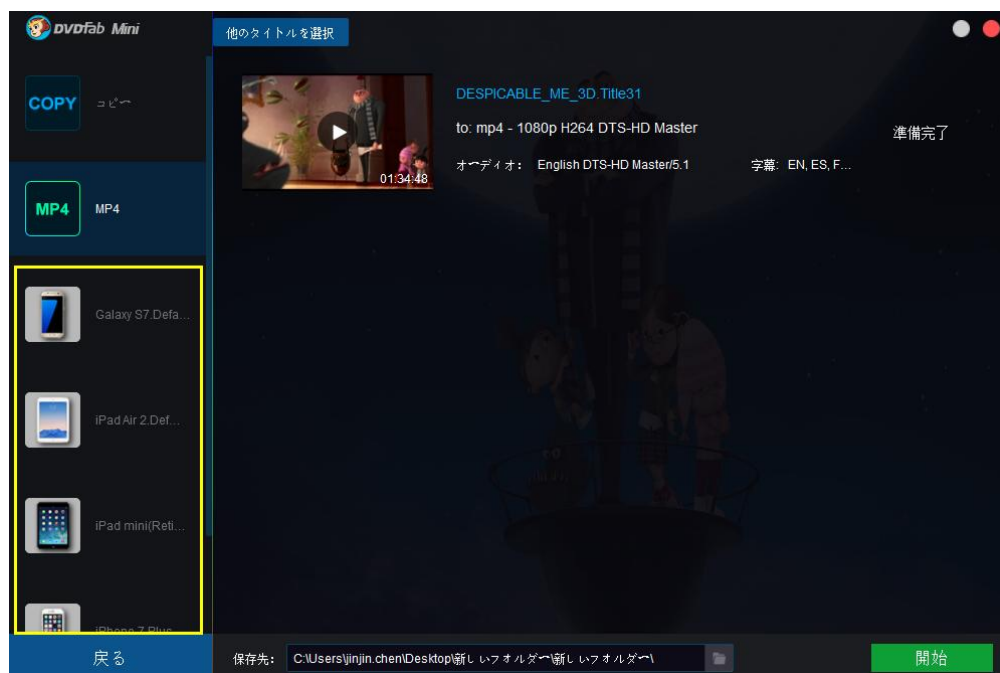 DVDFab Mini
他のタイトルを選択
COPY
コピー
MP4
MP4
Galaxy S7.Defa...
iPad Air 2.Def...
iPad mini(Reti...
iPhone 7 Plus
戻る
01:34:48
DESPICABLE_ME_3D.Title31
to: mp4 - 1080p H264 DTS-HD Master
オーディオ: English DTS-HD Master/5.1 字幕: EN, ES, F...
準備完了
保存先: C:\Users\jinjin.chen\Desktop\新しいフォルダー\新しいフォルダー\
開始